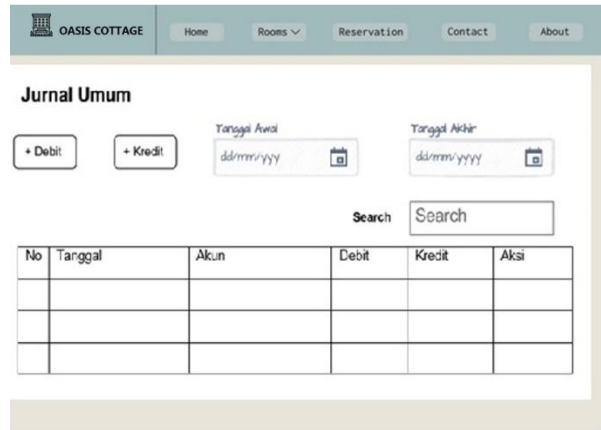 OASIS COTTAGE Home Rooms Reservation Contact About
Jurnal Umum
Tanggal Awal Tanggal Akhir
+ Debit + Kredit dd/mm/yyy dd/mm/yyyy
Search Search
No Tanggal Akun Debit Kredit Aksi